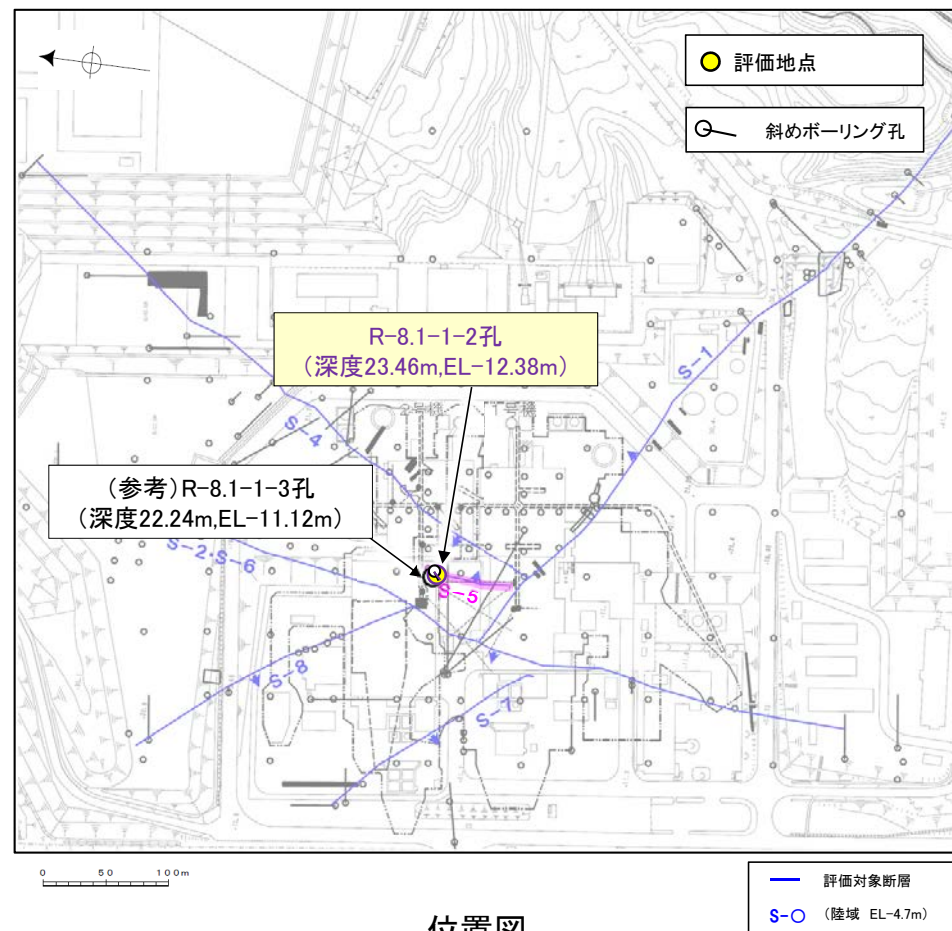 評価地点
斜めボーリング孔
R-8.1-1-2孔
(深度23.46m,EL-12.38m)
S-1
2号機
1号機
S-4
(参考)R-8.1-1-3孔
(深度22.24m,EL-11.12m)
S-2・S-6
S-5
S-8
S-7
0 50 100m
評価対象断層
S-○ (陸域 EL-4.7m)
位置図